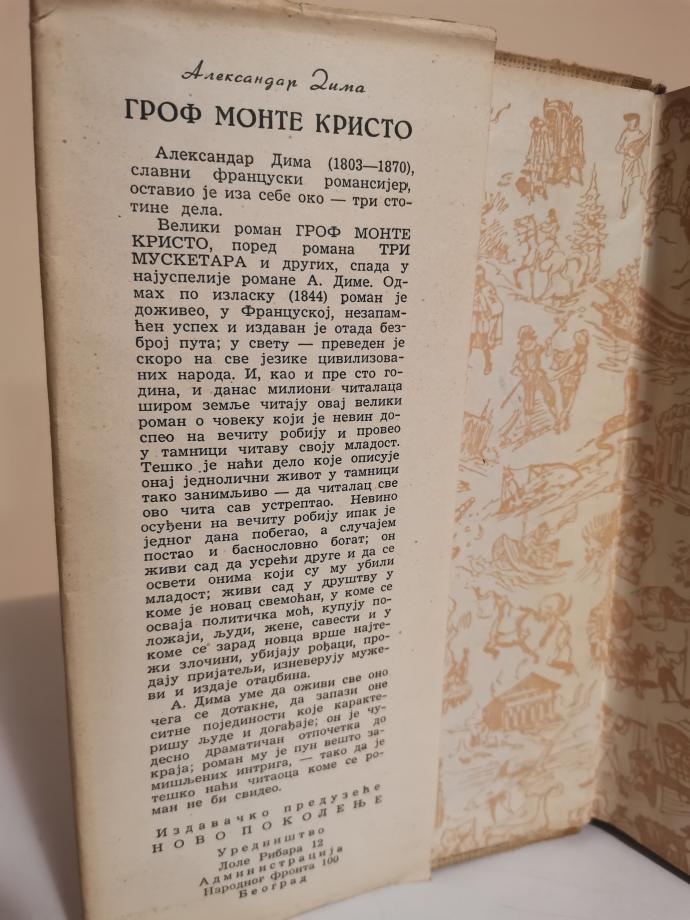 Александар Дима
ГРОФ МОНТЕ КРИСТО
Александар Дима (1803—1870),
славни француски романсијер,
оставио је иза себе око — три сто-
тине дела.
Велики роман ГРОФ МОНТЕ
КРИСТО, поред романа ТРИ
МУСКЕТАРА и других, спада у
најуспелије романе А. Диме. Од-
мах по изласку (1844) роман је
доживео, у Француској, незапам-
ћен успех и издаван је отада без-
број пута; у свету — преведен је
скоро на све језике цивилизова-
них народа. И, као и пре сто го-
дина, и данас милиони читалаца
широм земље читају овај велики
роман о човеку који је невин до-
спео на вечиту робију и провео
у тамници читаву своју младост.
Тешко је наћи дело које описује
онај једнолични живот у тамници
тако занимљиво — да читалац све
ово чита сав устрептао. Невино
осуђени на вечиту робију ипак је
једног дана побегао, а случајем
постао и баснословно богат; он
живи сад да усрећи друге и да се
освети онима који су му убили
младост; живи сад у друштву у
коме је новац свемоћан, у коме се
осваја политичка моћ, купују по-
ложаји, људи, жене, савести и у
коме се зарад новца врше најте-
жи злочини, убијају рођаци, про-
дају пријатељи, изневерују муже-
ви и издаје отаџбина.
А. Дима уме да оживи све оно
чега се дотакне, да запази оне
ситне појединости које каракте-
ришу људе и догађаје; он је чу-
десно драматичан отпочетка до
краја; роман му је пун вешто за-
мишљених интрига, — тако да је
тешко наћи читаоца коме се ро-
ман не би свидео.
Издавачко предузеће
НОВО ПОКОЛЕЊЕ
Уредништво
Лоле Рибара 12
Администрација
Народног фронта 100
Београд